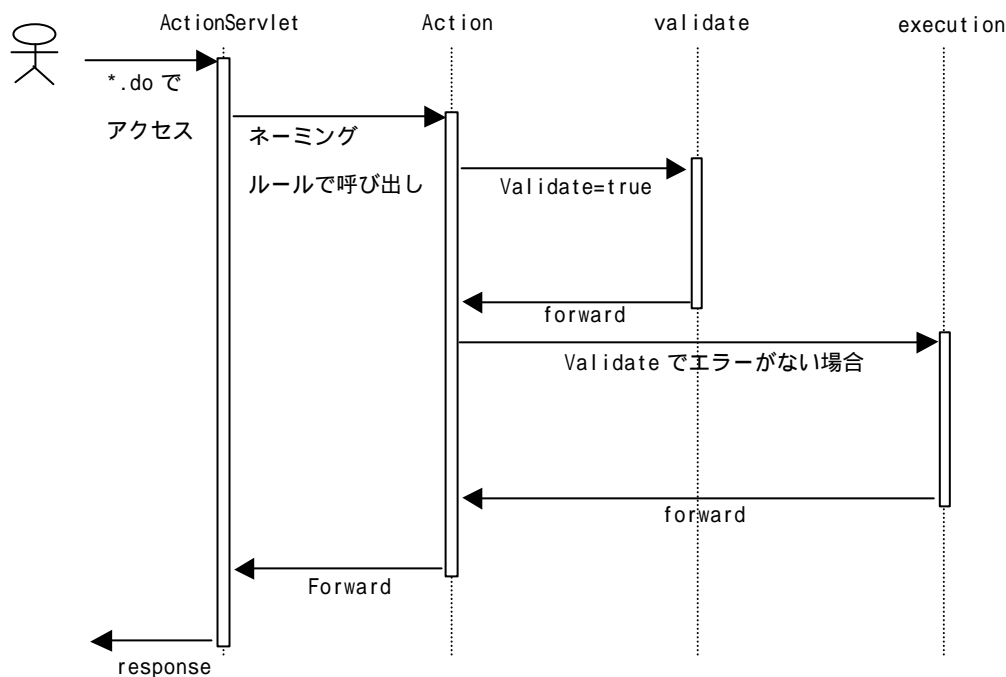 ActionServlet
Action
validate
execution
*.do で
アクセス
ネーミング
ルールで呼び出し
Validate=true
forward
Validate でエラーがない場合
forward
Forward
response